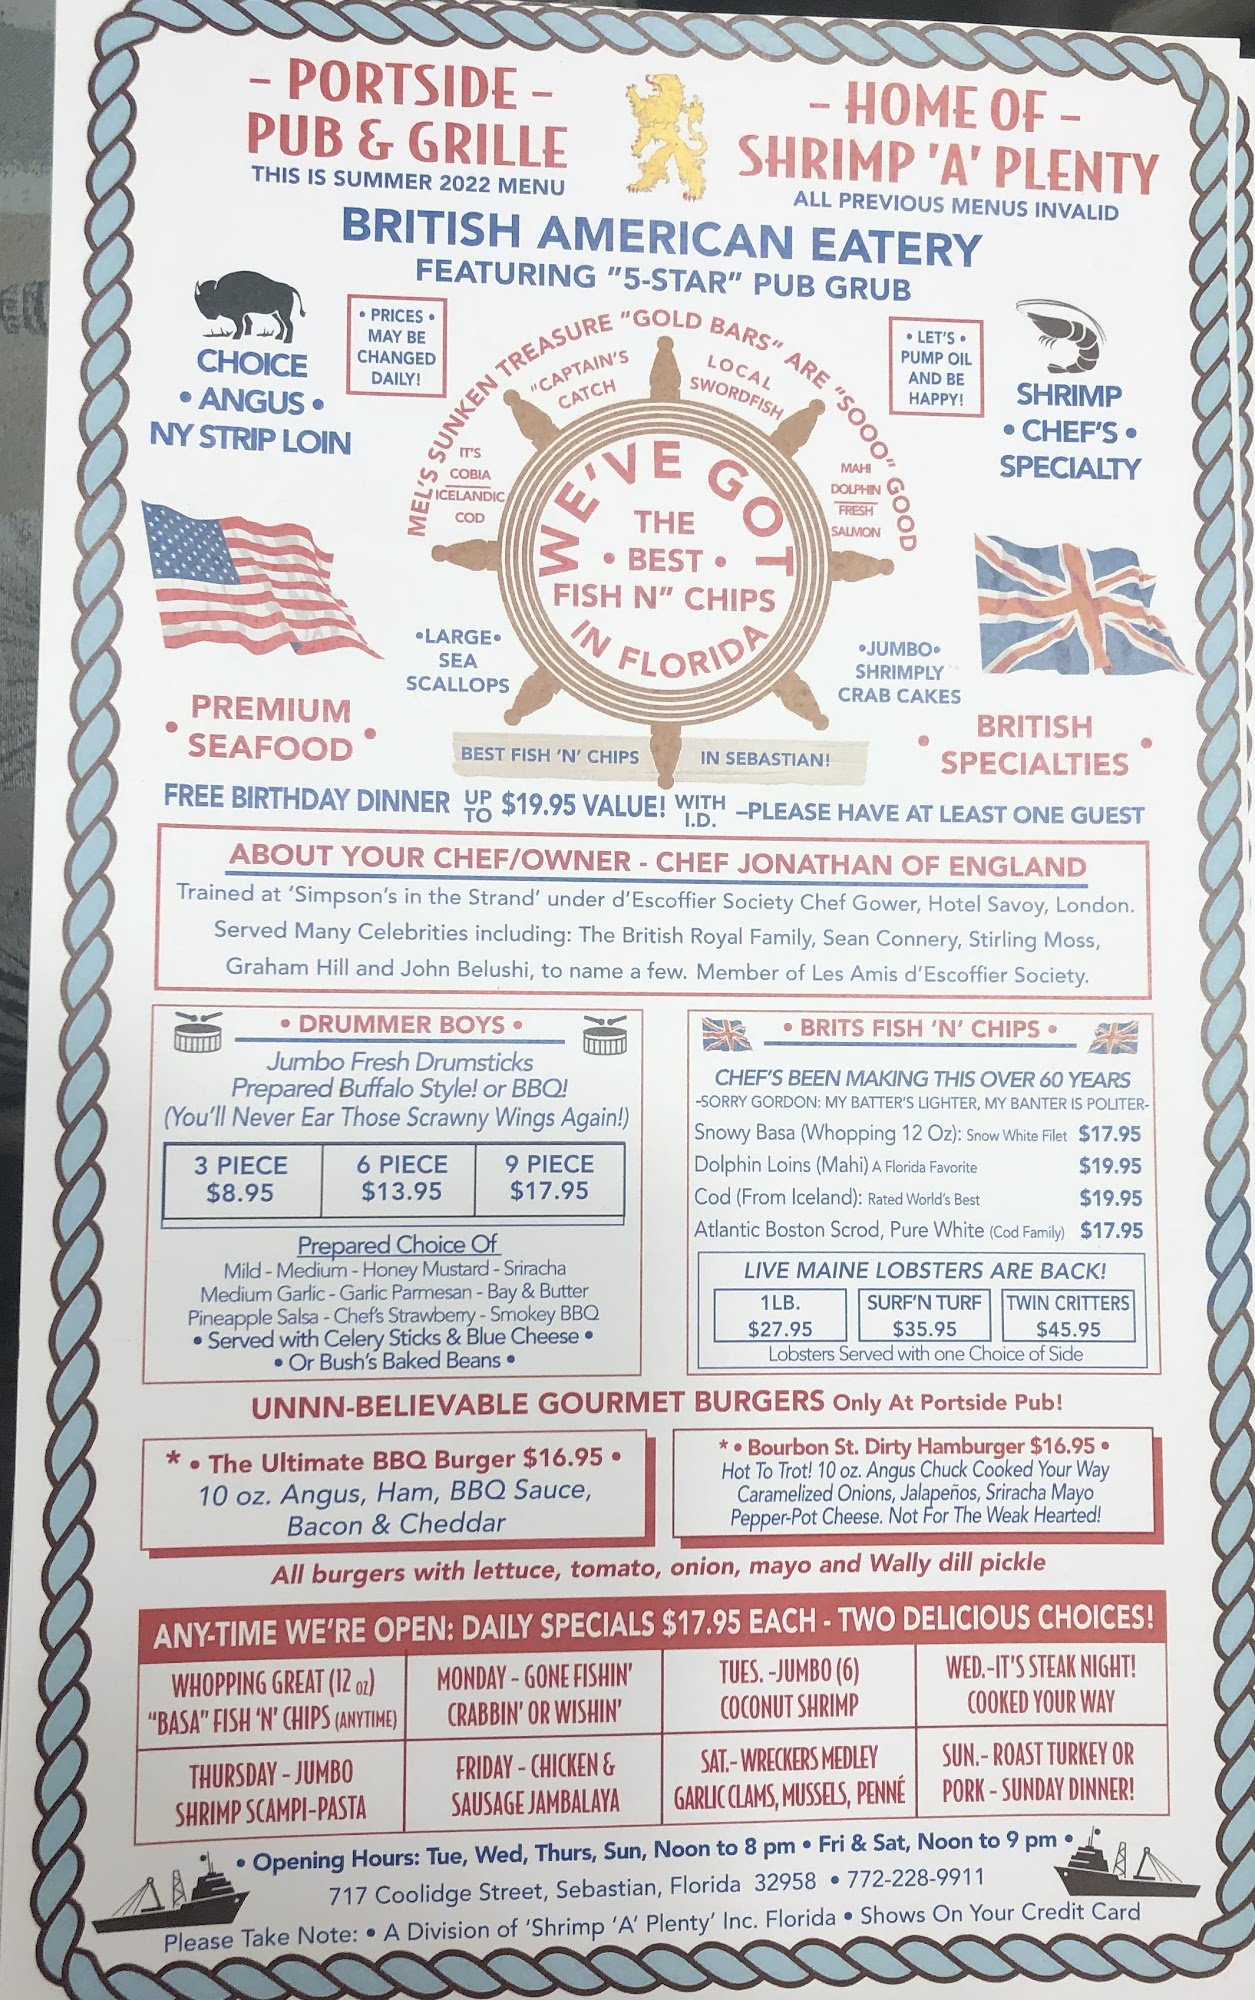 - PORTSIDE -
PUB & GRILLE
THIS IS SUMMER 2022 MENU
- HOME OF -
SHRIMP 'A' PLENTY
ALL PREVIOUS MENUS INVALID
BRITISH AMERICAN EATERY
FEATURING "5-STAR" PUB GRUB
CHOICE
• ANGUS •
NY STRIP LOIN
• PRICES •
MAY BE
CHANGED
DAILY!
MEL'S SUNKEN TREASURE "GOLD BARS" ARE "SOOO" GOOD
"CAPTAIN'S
CATCH
LOCAL
SWORDFISH
IT'S
COBIA
ICELANDIC
COD
MAHI
DOLPHIN
FRESH
SALMON
• LET'S •
PUMP OIL
AND BE
HAPPY!
SHRIMP
• CHEF'S •
SPECIALTY
WE'VE GOT
THE
• BEST •
FISH N" CHIPS
IN FLORIDA
•LARGE•
SEA
SCALLOPS
•JUMBO•
SHRIMPLY
CRAB CAKES
• PREMIUM •
SEAFOOD
• BRITISH •
SPECIALTIES
BEST FISH 'N' CHIPS IN SEBASTIAN!
FREE BIRTHDAY DINNER UP TO $19.95 VALUE! WITH I.D. –PLEASE HAVE AT LEAST ONE GUEST
ABOUT YOUR CHEF/OWNER - CHEF JONATHAN OF ENGLAND
Trained at 'Simpson's in the Strand' under d'Escoffier Society Chef Gower, Hotel Savoy, London.
Served Many Celebrities including: The British Royal Family, Sean Connery, Stirling Moss,
Graham Hill and John Belushi, to name a few. Member of Les Amis d'Escoffier Society.
• DRUMMER BOYS •
Jumbo Fresh Drumsticks
Prepared Buffalo Style! or BBQ!
(You'll Never Ear Those Scrawny Wings Again!)
3 PIECE
$8.95
6 PIECE
$13.95
9 PIECE
$17.95
Prepared Choice Of
Mild - Medium - Honey Mustard - Sriracha
Medium Garlic - Garlic Parmesan - Bay & Butter
Pineapple Salsa - Chef's Strawberry - Smokey BBQ
• Served with Celery Sticks & Blue Cheese •
• Or Bush's Baked Beans •
• BRITS FISH 'N' CHIPS •
CHEF'S BEEN MAKING THIS OVER 60 YEARS
-SORRY GORDON: MY BATTER'S LIGHTER, MY BANTER IS POLITER-
Snowy Basa (Whopping 12 Oz): Snow White Filet $17.95
Dolphin Loins (Mahi) A Florida Favorite $19.95
Cod (From Iceland): Rated World's Best $19.95
Atlantic Boston Scrod, Pure White (Cod Family) $17.95
LIVE MAINE LOBSTERS ARE BACK!
1LB.
$27.95
SURF'N TURF
$35.95
TWIN CRITTERS
$45.95
Lobsters Served with one Choice of Side
UNNN-BELIEVABLE GOURMET BURGERS Only At Portside Pub!
* • The Ultimate BBQ Burger $16.95 •
10 oz. Angus, Ham, BBQ Sauce,
Bacon & Cheddar
* • Bourbon St. Dirty Hamburger $16.95 •
Hot To Trot! 10 oz. Angus Chuck Cooked Your Way
Caramelized Onions, Jalapeños, Sriracha Mayo
Pepper-Pot Cheese. Not For The Weak Hearted!
All burgers with lettuce, tomato, onion, mayo and Wally dill pickle
ANY-TIME WE'RE OPEN: DAILY SPECIALS $17.95 EACH - TWO DELICIOUS CHOICES!
WHOPPING GREAT (12 oz)
"BASA" FISH 'N' CHIPS (ANYTIME)
MONDAY - GONE FISHIN'
CRABBIN' OR WISHIN'
TUES. -JUMBO (6)
COCONUT SHRIMP
WED.-IT'S STEAK NIGHT!
COOKED YOUR WAY
THURSDAY - JUMBO
SHRIMP SCAMPI-PASTA
FRIDAY - CHICKEN &
SAUSAGE JAMBALAYA
SAT.- WRECKERS MEDLEY
GARLIC CLAMS, MUSSELS, PENNÉ
SUN.- ROAST TURKEY OR
PORK - SUNDAY DINNER!
• Opening Hours: Tue, Wed, Thurs, Sun, Noon to 8 pm • Fri & Sat, Noon to 9 pm •
717 Coolidge Street, Sebastian, Florida 32958 • 772-228-9911
Please Take Note: • A Division of 'Shrimp 'A' Plenty' Inc. Florida • Shows On Your Credit Card